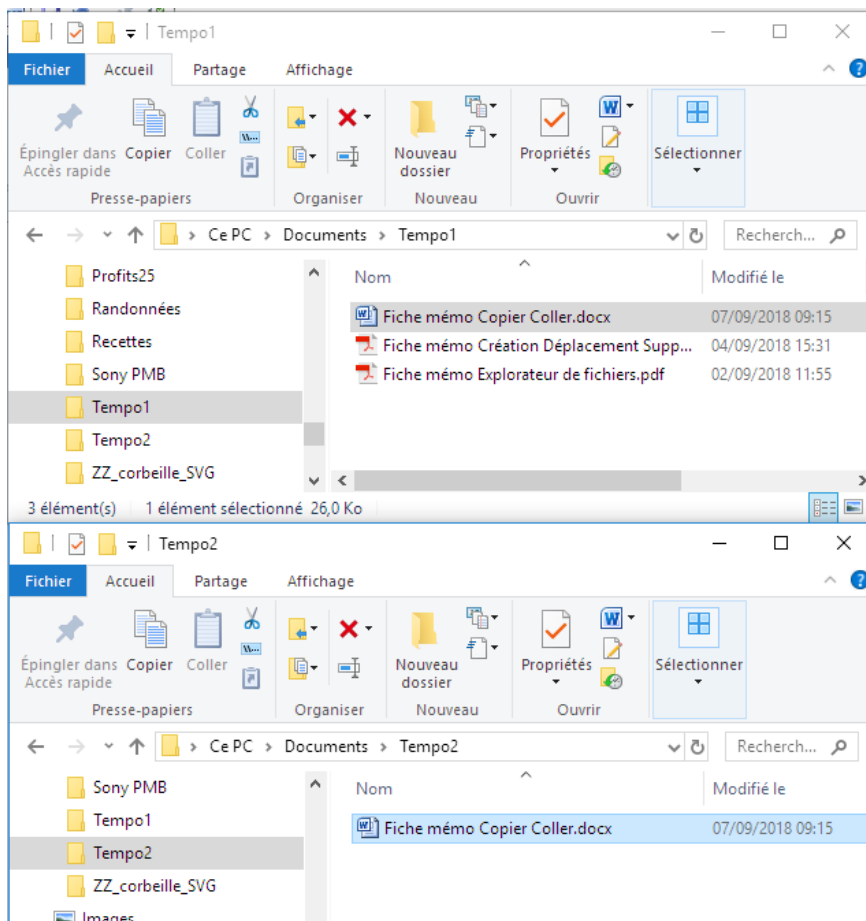 Tempo1
Fichier Accueil Partage Affichage
Épingler dans Accès rapide
Copier
Coller
Nouveau dossier
Propriétés
Sélectionner
Presse-papiers Organiser Nouveau Ouvrir
Ce PC > Documents > Tempo1
Recherch...
Nom Modifié le
Profits25
Randonnées
Recettes
Sony PMB
Tempo1
Tempo2
ZZ_corbeille_SVG
Fiche mémo Copier Coller.docx 07/09/2018 09:15
Fiche mémo Création Déplacement Supp... 04/09/2018 15:31
Fiche mémo Explorateur de fichiers.pdf 02/09/2018 11:55
3 élément(s) 1 élément sélectionné 26,0 Ko
Tempo2
Fichier Accueil Partage Affichage
Épingler dans Accès rapide
Copier
Coller
Nouveau dossier
Propriétés
Sélectionner
Presse-papiers Organiser Nouveau Ouvrir
Ce PC > Documents > Tempo2
Recherch...
Nom Modifié le
Sony PMB
Tempo1
Tempo2
ZZ_corbeille_SVG
Images
Fiche mémo Copier Coller.docx 07/09/2018 09:15